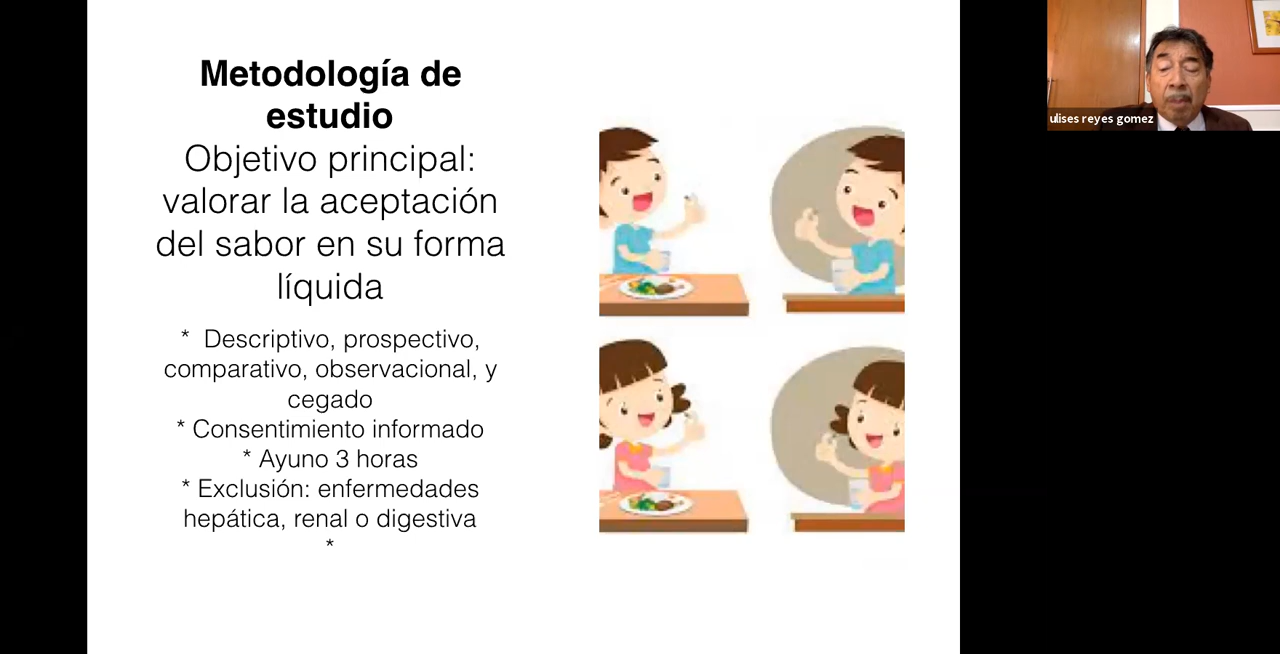 Metodología de
estudio
Objetivo principal:
valorar la aceptación
del sabor en su forma
líquida
* Descriptivo, prospectivo,
comparativo, observacional, y
cegado
* Consentimiento informado
* Ayuno 3 horas
* Exclusión: enfermedades
hepática, renal o digestiva
*
ulises reyes gomez